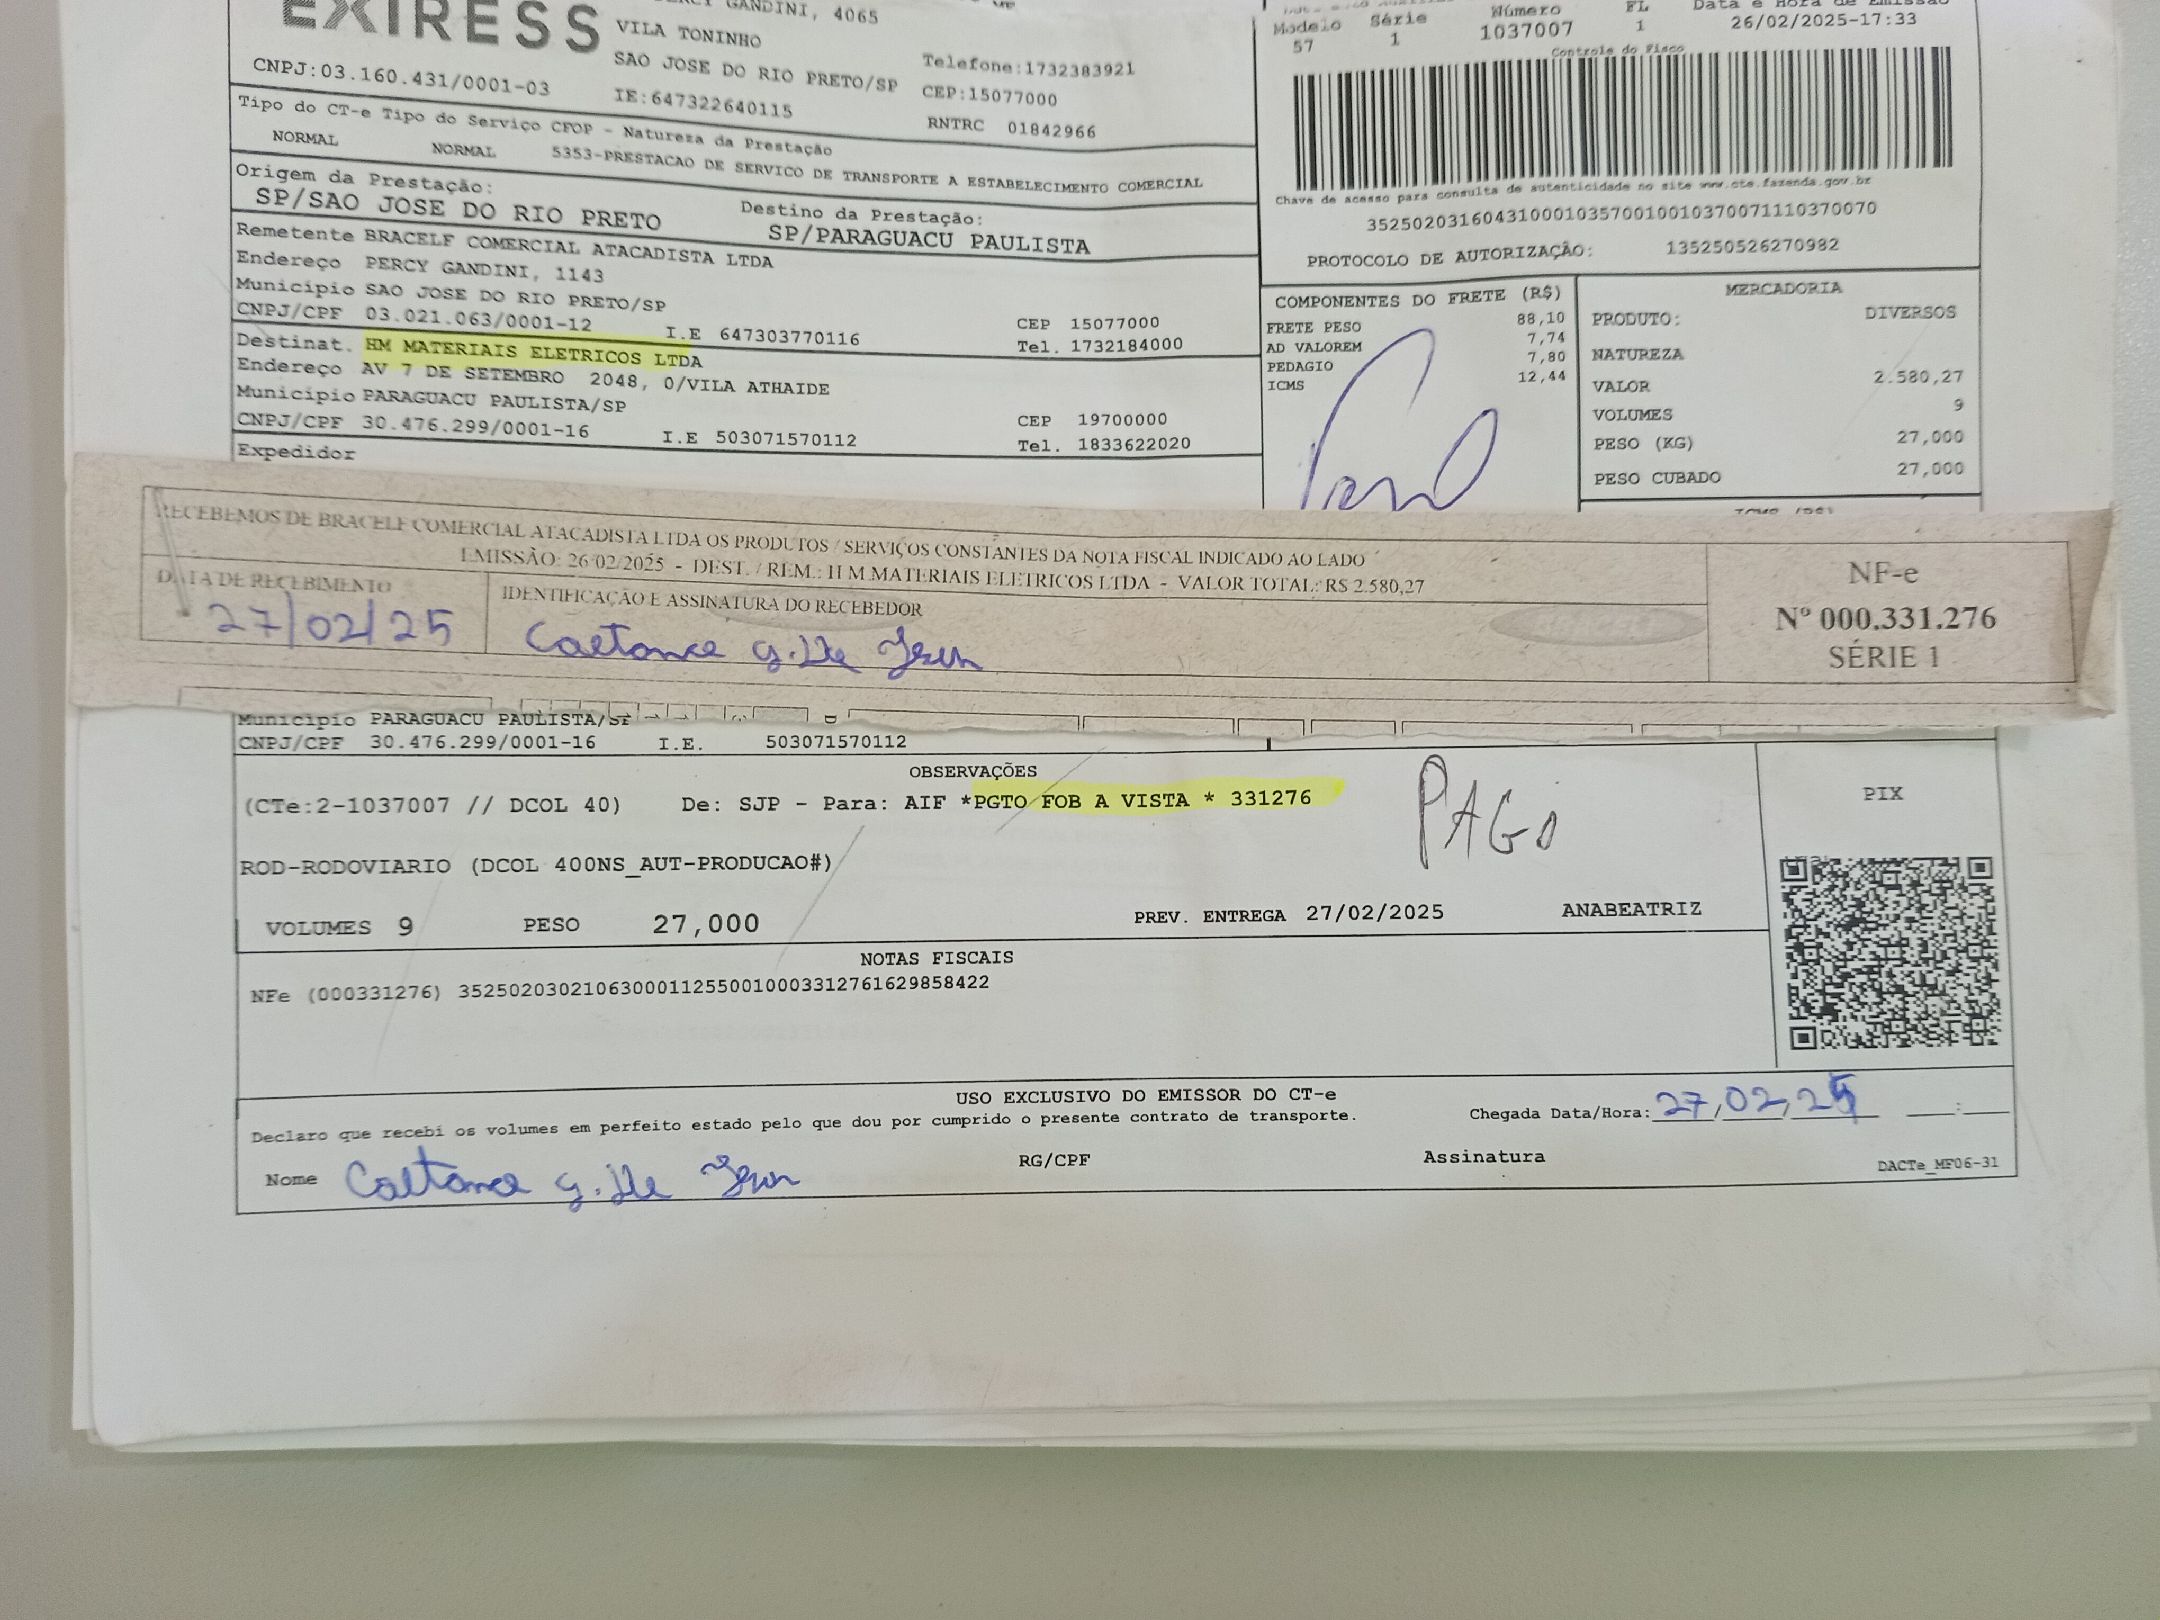 EXIRESS
GANDINI, 4065
VILA TONINHO
SAO JOSE DO RIO PRETO/SP
Telefone:1732383921
CNPJ:03.160.431/0001-03
IE:647322640115
CEP:15077000
RNTRC 01842966
Modelo Série Número FL Data e Hora de Emissão
57 1 1037007 1 26/02/2025-17:33
Controle do Fisco
Chave de acesso para consulta de autenticidade no site www.cte.fazenda.gov.br
35250203160431000103570010010370071110370070
PROTOCOLO DE AUTORIZAÇÃO: 135250526270982
Tipo do CT-e Tipo do Serviço CFOP - Natureza da Prestação
NORMAL NORMAL 5353-PRESTACAO DE SERVICO DE TRANSPORTE A ESTABELECIMENTO COMERCIAL
Origem da Prestação:
SP/SAO JOSE DO RIO PRETO
Destino da Prestação:
SP/PARAGUACU PAULISTA
Remetente BRACELF COMERCIAL ATACADISTA LTDA
Endereço PERCY GANDINI, 1143
Município SAO JOSE DO RIO PRETO/SP
CNPJ/CPF 03.021.063/0001-12 I.E 647303770116
CEP 15077000
Tel. 1732184000
Destinat. HM MATERIAIS ELETRICOS LTDA
Endereço AV 7 DE SETEMBRO 2048, 0/VILA ATHAIDE
Município PARAGUACU PAULISTA/SP
CNPJ/CPF 30.476.299/0001-16 I.E 503071570112
CEP 19700000
Tel. 1833622020
Expedidor
COMPONENTES DO FRETE (R$)
FRETE PESO 88,10
AD VALOREM 7,74
PEDAGIO 7,80
ICMS 12,44
MERCADORIA
PRODUTO: DIVERSOS
NATUREZA
VALOR 2.580,27
VOLUMES 9
PESO (KG) 27,000
PESO CUBADO 27,000
RECEBEMOS DE BRACELF COMERCIAL ATACADISTA LTDA OS PRODUTOS / SERVIÇOS CONSTANTES DA NOTA FISCAL INDICADO AO LADO
EMISSÃO: 26/02/2025 - DEST. / REM.: H M MATERIAIS ELETRICOS LTDA - VALOR TOTAL: R$ 2.580,27
DATA DE RECEBIMENTO
27/02/25
IDENTIFICAÇÃO E ASSINATURA DO RECEBEDOR
NF-e
Nº 000.331.276
SÉRIE 1
Município PARAGUACU PAULISTA/SP
CNPJ/CPF 30.476.299/0001-16 I.E. 503071570112
OBSERVAÇÕES
(CTe:2-1037007 // DCOL 40) De: SJP - Para: AIF *PGTO FOB A VISTA * 331276
PAGO
PIX
ROD-RODOVIARIO (DCOL 400NS_AUT-PRODUCAO#)
VOLUMES 9 PESO 27,000 PREV. ENTREGA 27/02/2025 ANABEATRIZ
NOTAS FISCAIS
NFe (000331276) 35250203021063000112550010003312761629858422
USO EXCLUSIVO DO EMISSOR DO CT-e
Declaro que recebi os volumes em perfeito estado pelo que dou por cumprido o presente contrato de transporte.
Chegada Data/Hora: 27,02,25 __:__
Nome
RG/CPF
Assinatura
DACTe_MF06-31